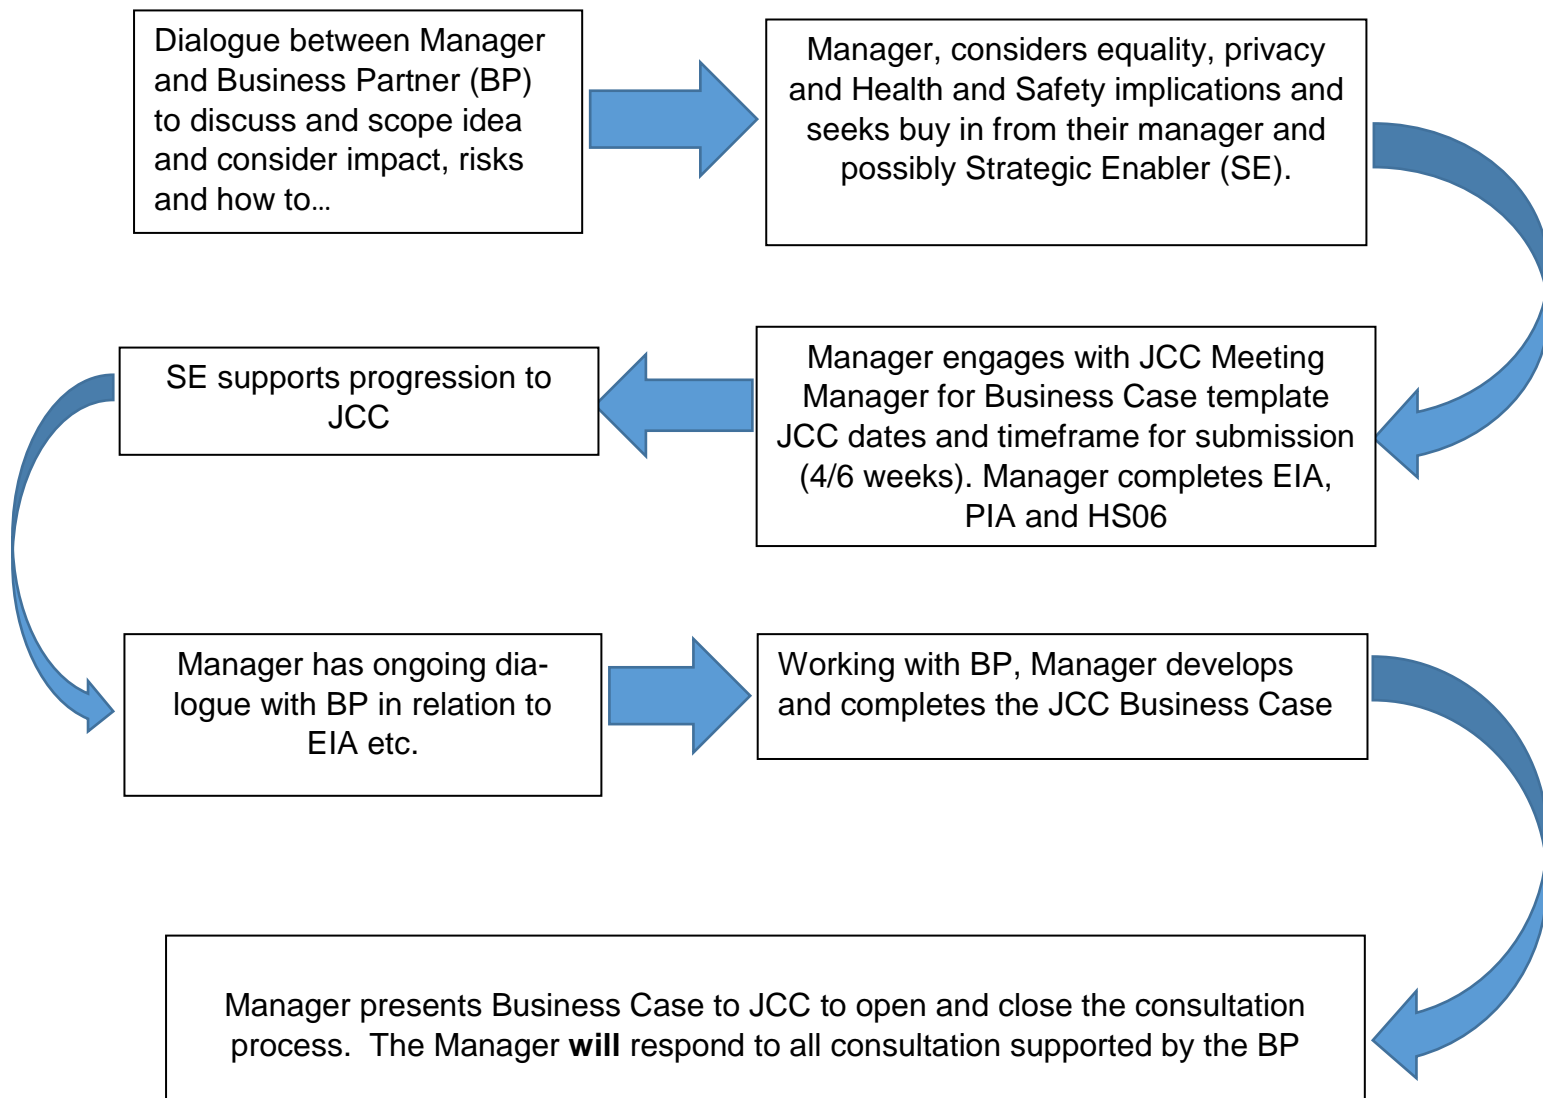 Dialogue between Manager
and Business Partner (BP)
to discuss and scope idea
and consider impact, risks
and how to…
Manager, considers equality, privacy
and Health and Safety implications and
seeks buy in from their manager and
possibly Strategic Enabler (SE).
Manager engages with JCC Meeting
Manager for Business Case template
JCC dates and timeframe for submission
(4/6 weeks). Manager completes EIA,
PIA and HS06
SE supports progression to
JCC
Manager has ongoing dia-
logue with BP in relation to
EIA etc.
Working with BP, Manager develops
and completes the JCC Business Case
Manager presents Business Case to JCC to open and close the consultation
process.  The Manager will respond to all consultation supported by the BP